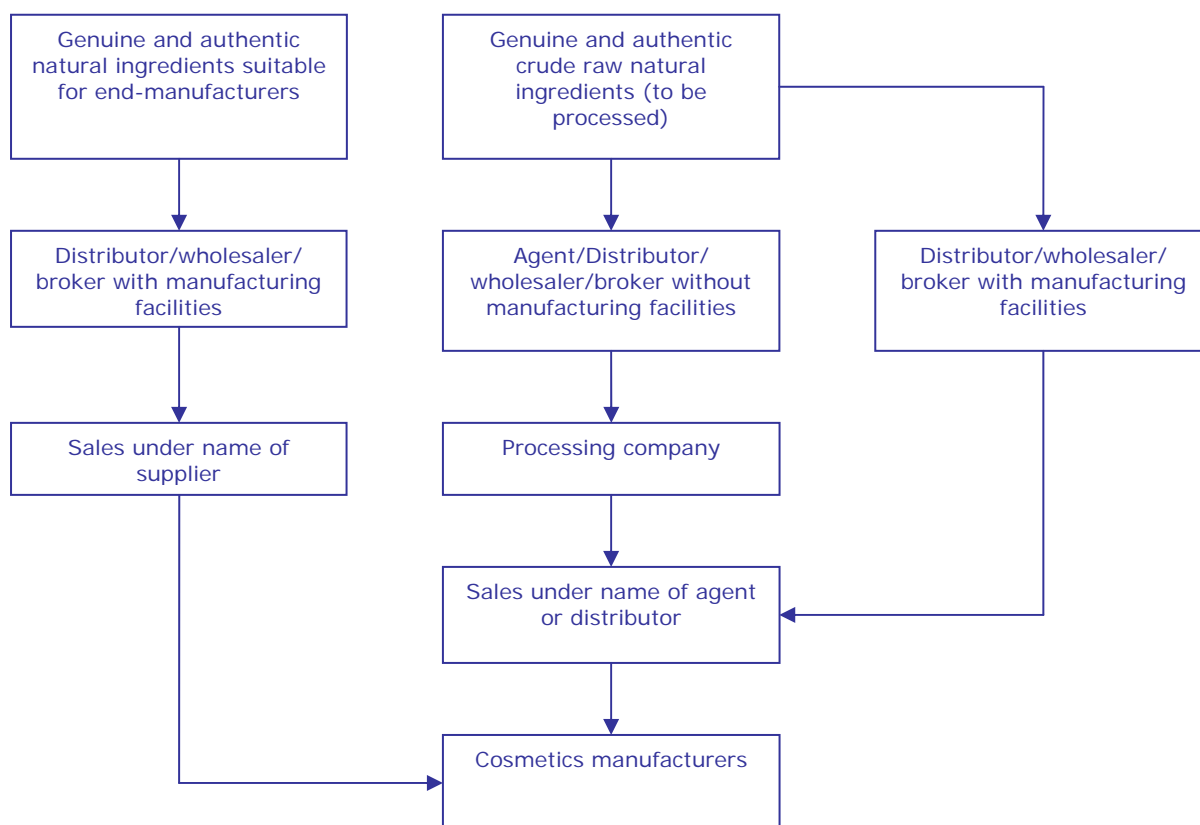 Genuine and authentic
natural ingredients suitable
for end-manufacturers
Genuine and authentic
crude raw natural
ingredients (to be
processed)
Distributor/wholesaler/
broker with manufacturing
facilities
Agent/Distributor/
wholesaler/broker without
manufacturing facilities
Distributor/wholesaler/
broker with manufacturing
facilities
Sales under name of
supplier
Processing company
Sales under name of agent
or distributor
Cosmetics manufacturers